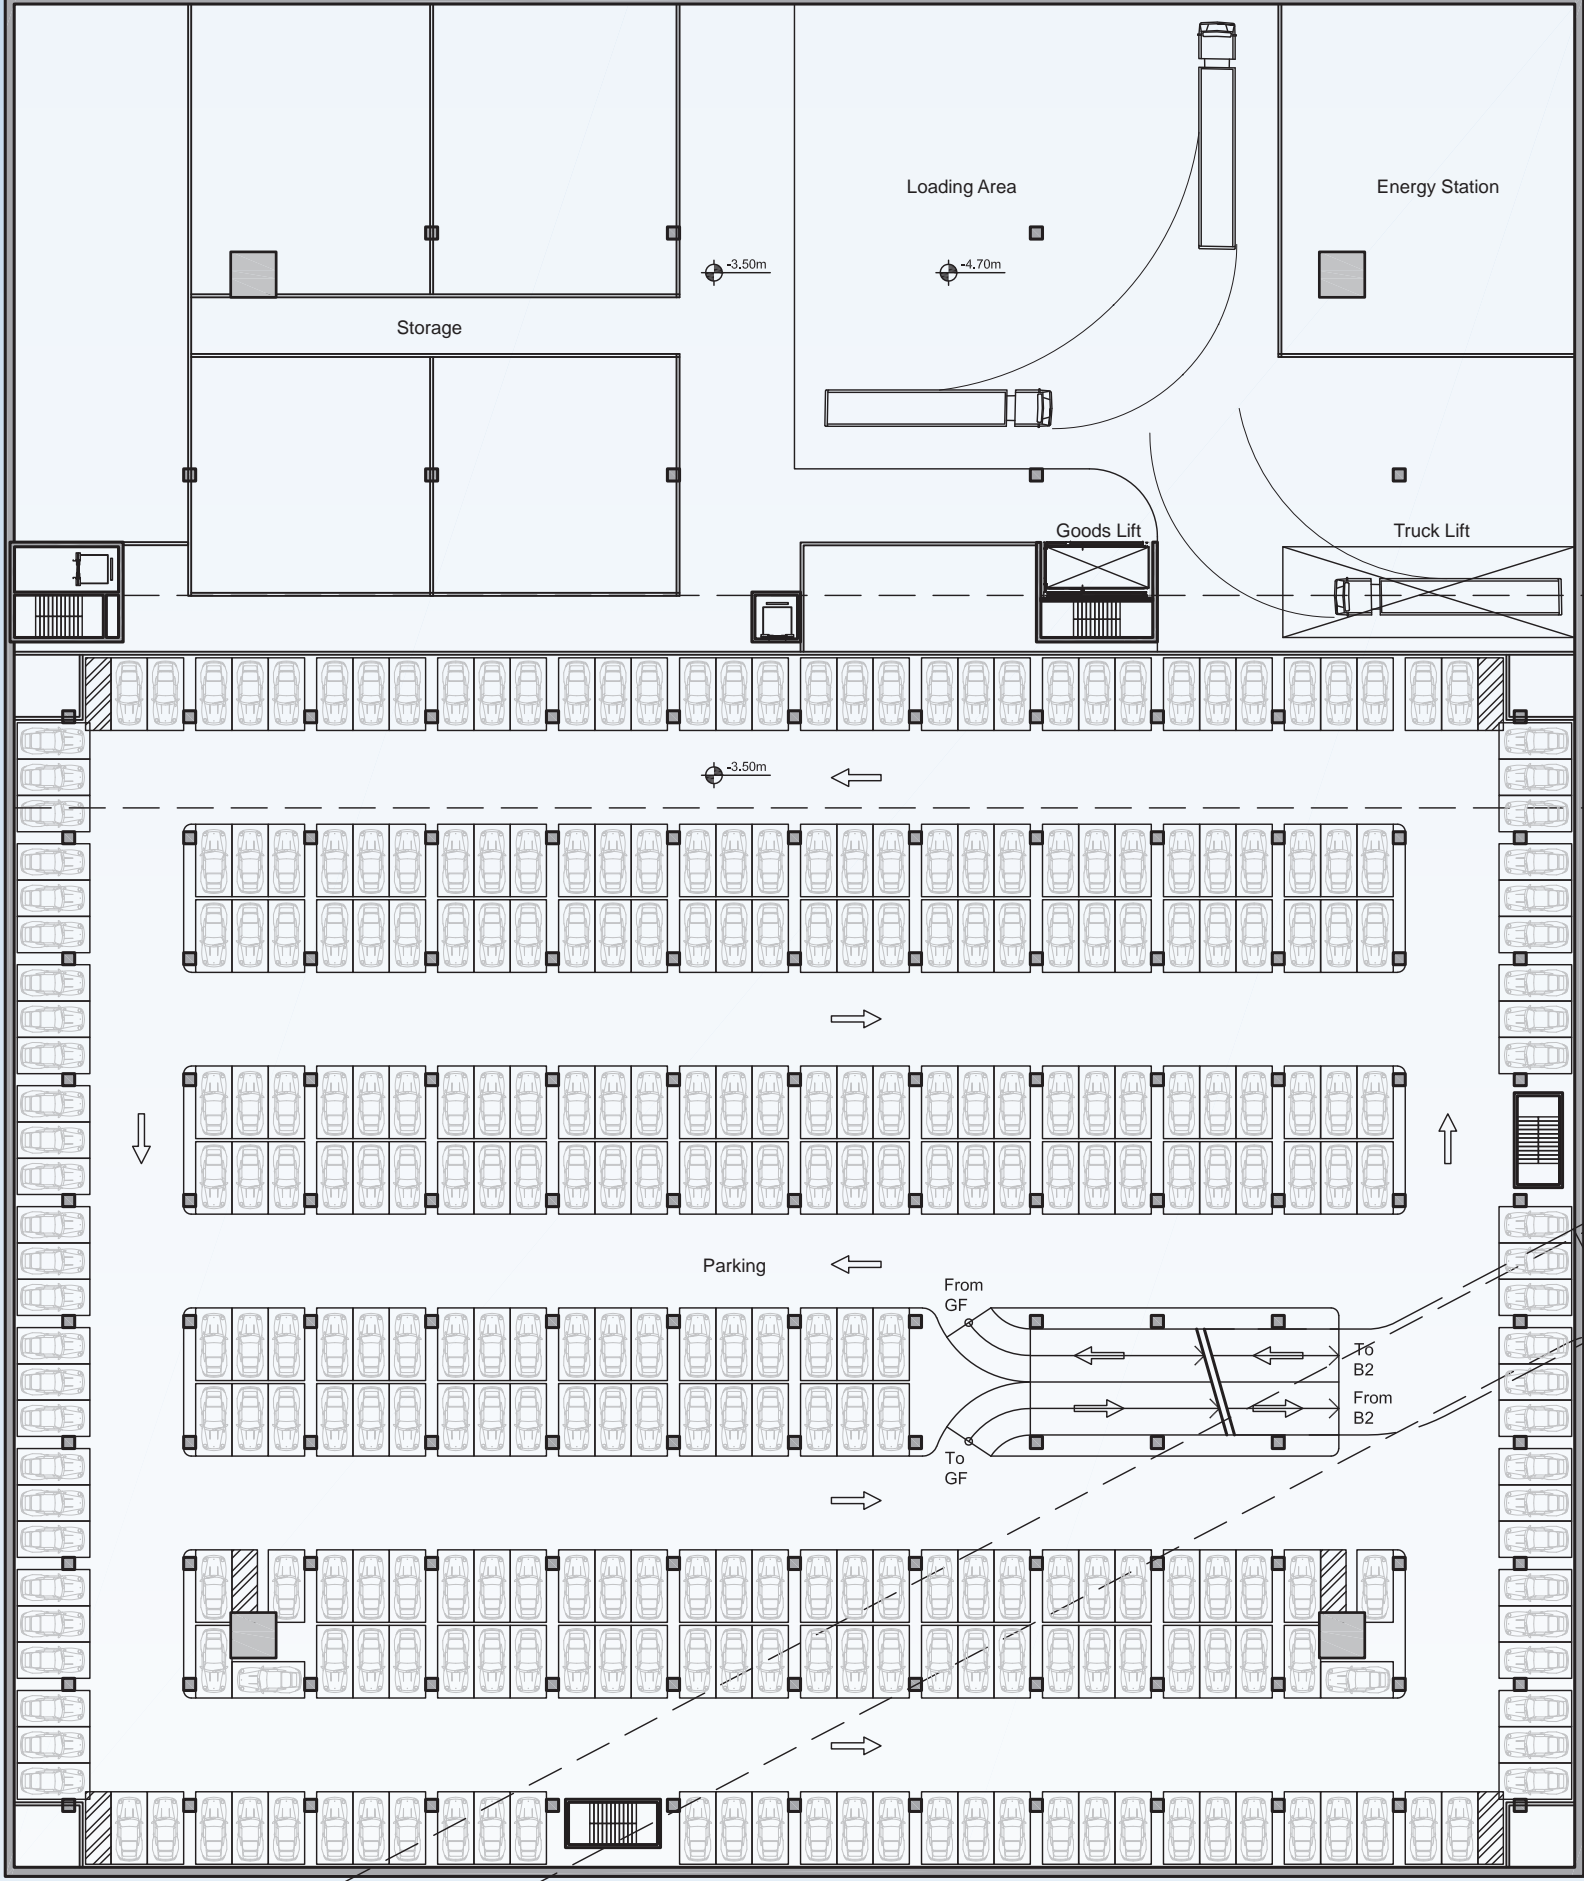 Loading Area
Energy Station
-3.50m
-4.70m
Storage
Goods Lift
Truck Lift
-3.50m
Parking
From
GF
To
B2
From
B2
To
GF